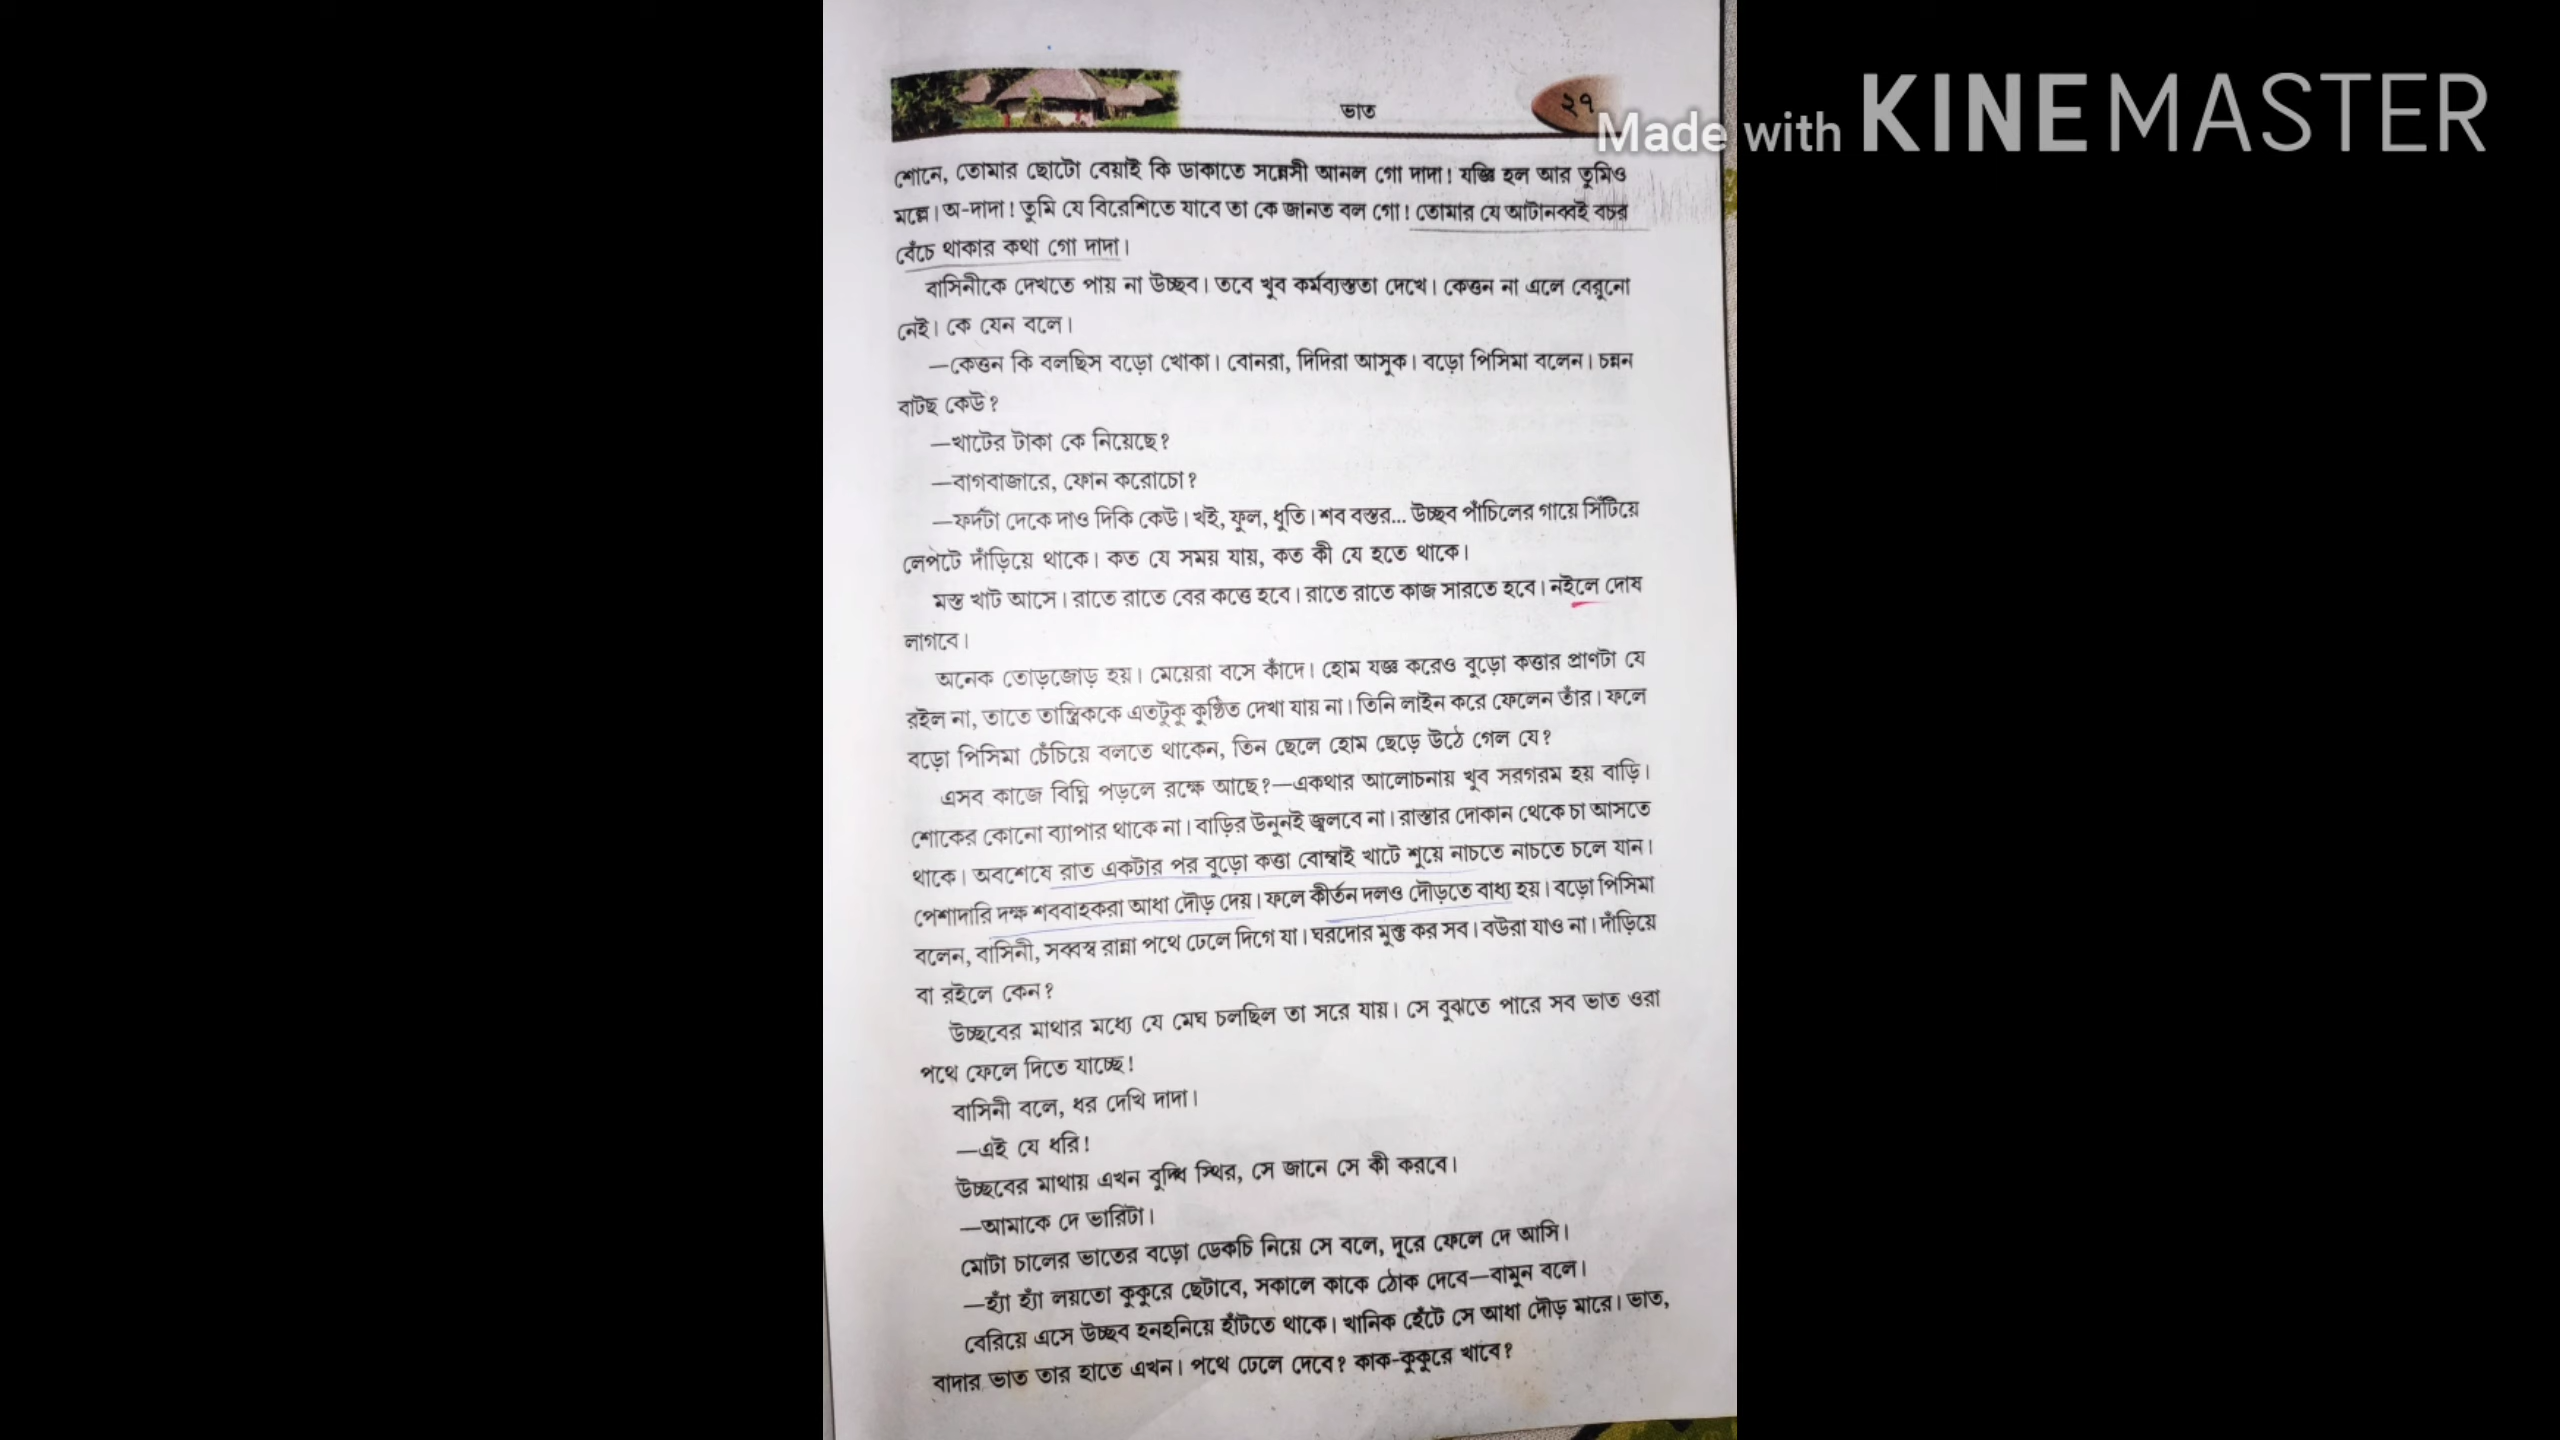 ভাত
২৭
Made with KINEMASTER
শোনে, তোমার ছোটো বেয়াই কি ডাকাতে সন্নেসী আনল গো দাদা! যজ্ঞি হল আর তুমিও
মল্লে। অ-দাদা! তুমি যে বিরেশিতে যাবে তা কে জানত বল গো! তোমার যে আটানব্বই বচর
বেঁচে থাকার কথা গো দাদা।
বাসিনীকে দেখতে পায় না উচ্ছব। তবে খুব কর্মব্যস্ততা দেখে। কেত্তন না এলে বেরুনো
নেই। কে যেন বলে।
—কেত্তন কি বলছিস বড়ো খোকা। বোনরা, দিদিরা আসুক। বড়ো পিসিমা বলেন। চন্নন
বাটছ কেউ?
—খাটের টাকা কে নিয়েছে?
—বাগবাজারে, ফোন করোচো?
—ফর্দটা দেকে দাও দিকি কেউ। খই, ফুল, ধুতি। শব বস্তর... উচ্ছব পাঁচিলের গায়ে সিঁটিয়ে
লেপটে দাঁড়িয়ে থাকে। কত যে সময় যায়, কত কী যে হতে থাকে।
মস্ত খাট আসে। রাতে রাতে বের কত্তে হবে। রাতে রাতে কাজ সারতে হবে। নইলে দোষ
লাগবে।
অনেক তোড়জোড় হয়। মেয়েরা বসে কাঁদে। হোম যজ্ঞ করেও বুড়ো কত্তার প্রাণটা যে
রইল না, তাতে তান্ত্রিককে এতটুকু কুণ্ঠিত দেখা যায় না। তিনি লাইন করে ফেলেন তাঁর। ফলে
বড়ো পিসিমা চেঁচিয়ে বলতে থাকেন, তিন ছেলে হোম ছেড়ে উঠে গেল যে?
এসব কাজে বিঘ্নি পড়লে রক্ষে আছে?—একথার আলোচনায় খুব সরগরম হয় বাড়ি।
শোকের কোনো ব্যাপার থাকে না। বাড়ির উনুনই জ্বলবে না। রাস্তার দোকান থেকে চা আসতে
থাকে। অবশেষে রাত একটার পর বুড়ো কত্তা বোম্বাই খাটে শুয়ে নাচতে নাচতে চলে যান।
পেশাদারি দক্ষ শববাহকরা আধা দৌড় দেয়। ফলে কীর্তন দলও দৌড়তে বাধ্য হয়। বড়ো পিসিমা
বলেন, বাসিনী, সব্বস্ব রান্না পথে ঢেলে দিগে যা। ঘরদোর মুক্ত কর সব। বউরা যাও না। দাঁড়িয়ে
বা রইলে কেন?
উচ্ছবের মাথার মধ্যে যে মেঘ চলছিল তা সরে যায়। সে বুঝতে পারে সব ভাত ওরা
পথে ফেলে দিতে যাচ্ছে!
বাসিনী বলে, ধর দেখি দাদা।
—এই যে ধরি!
উচ্ছবের মাথায় এখন বুদ্ধি স্থির, সে জানে সে কী করবে।
—আমাকে দে ভারিটা।
মোটা চালের ভাতের বড়ো ডেকচি নিয়ে সে বলে, দূরে ফেলে দে আসি।
—হ্যাঁ হ্যাঁ লয়তো কুকুরে ছেটাবে, সকালে কাকে ঠোক দেবে—বামুন বলে।
বেরিয়ে এসে উচ্ছব হনহনিয়ে হাঁটতে থাকে। খানিক হেঁটে সে আধা দৌড় মারে। ভাত,
বাদার ভাত তার হাতে এখন। পথে ঢেলে দেবে? কাক-কুকুরে খাবে?